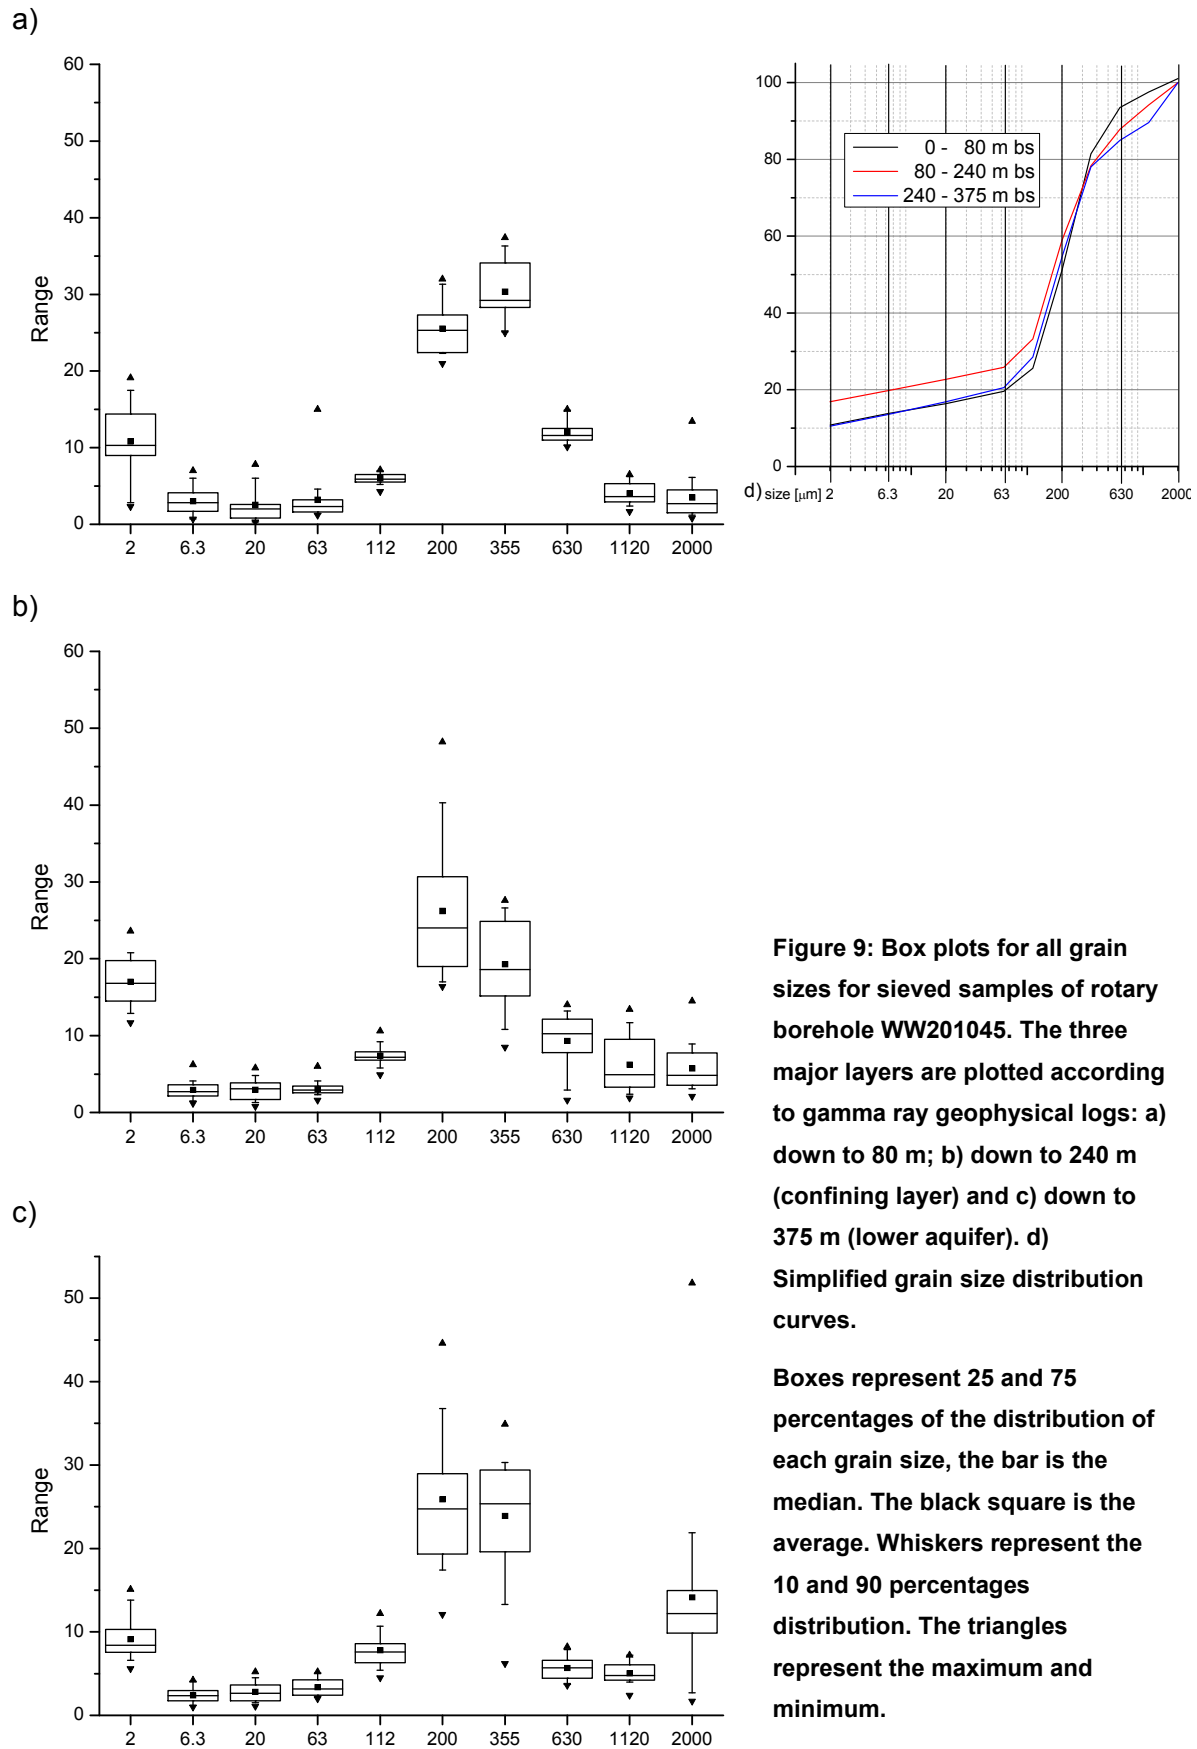 a)
60
50
40
30
20
10
0
Range
2 6.3 20 63 112 200 355 630 1120 2000
100
80
60
40
20
0
0 - 80 m bs
80 - 240 m bs
240 - 375 m bs
d) size [µm] 2 6.3 20 63 200 630 2000
b)
60
50
40
30
20
10
0
Range
2 6.3 20 63 112 200 355 630 1120 2000
c)
50
40
30
20
10
0
Range
2 6.3 20 63 112 200 355 630 1120 2000
Figure 9: Box plots for all grain
sizes for sieved samples of rotary
borehole WW201045. The three
major layers are plotted according
to gamma ray geophysical logs: a)
down to 80 m; b) down to 240 m
(confining layer) and c) down to
375 m (lower aquifer). d)
Simplified grain size distribution
curves.
Boxes represent 25 and 75
percentages of the distribution of
each grain size, the bar is the
median. The black square is the
average. Whiskers represent the
10 and 90 percentages
distribution. The triangles
represent the maximum and
minimum.